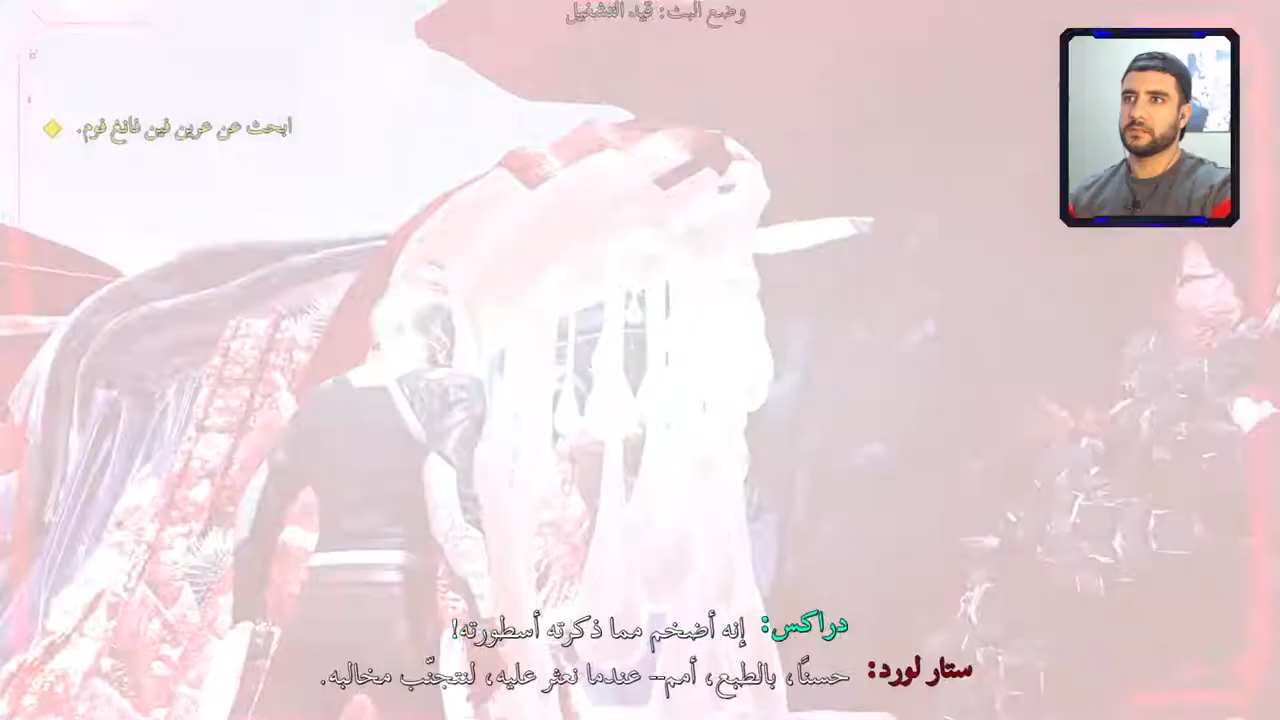 وضع البث: قيد التشغيل
ابحث عن عرين فين فانغ فوم.
دراكس: إنه أضخم مما ذكرته أسطورته!
ستار لورد: حسنًا، بالطبع، أمم-- عندما نعثر عليه، لنتجنّب مخالبه.